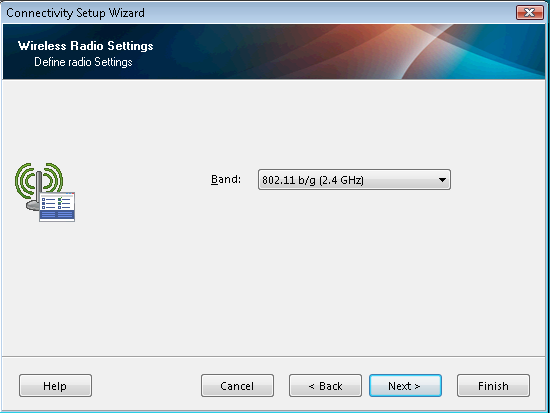 Connectivity Setup Wizard
Wireless Radio Settings
Define radio Settings
Band: 802.11 b/g (2.4 GHz)
Help Cancel < Back Next > Finish